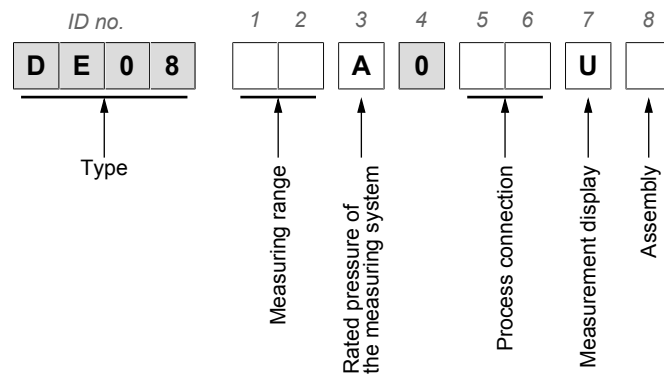 ID no. 1 2 3 4 5 6 7 8
D E 0 8 A 0 U
Type
Measuring range
Rated pressure of
the measuring system
Process connection
Measurement display
Assembly